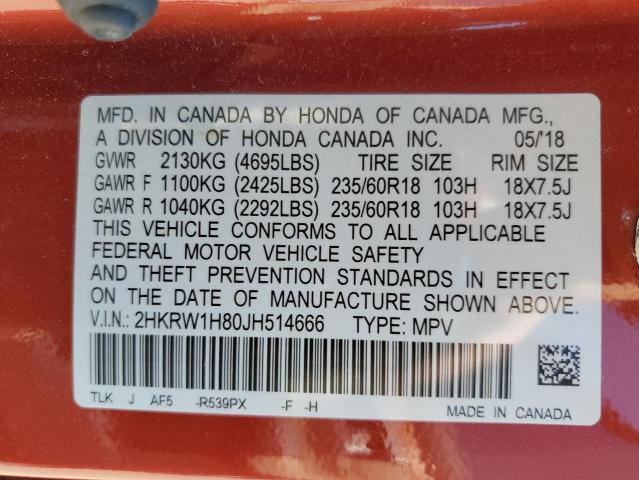 MFD. IN CANADA BY HONDA OF CANADA MFG.,
A DIVISION OF HONDA CANADA INC. 05/'18
GVWR 2130KG (4695LBS) TIRE SIZE RIM SIZE
GAWR F 1100KG (2425LBS) 235/60R18 103H 18X7.5J
GAWR R 1040KG (2292LBS) 235/60R18 103H 18X7.5J
THIS VEHICLE CONFORMS TO ALL APPLICABLE
FEDERAL MOTOR VEHICLE SAFETY
AND THEFT PREVENTION STANDARDS IN EFFECT
ON THE DATE OF MANUFACTURE SHOWN ABOVE.
V.I.N.: 2HKRW1H80JH514666 TYPE: MPV
TLK J AF5 -R539PX -F -H
MADE IN CANADA